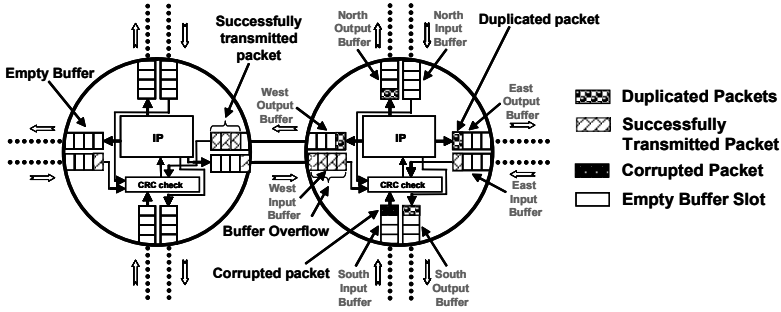 Successfully
transmitted
packet
North
Output
Buffer
North
Input
Buffer
Duplicated packet
Empty Buffer
West
Output
Buffer
East
Output
Buffer
IP
IP
CRC check
CRC check
West
Input
Buffer
East
Input
Buffer
Buffer Overflow
Corrupted packet
South
Input
Buffer
South
Output
Buffer
Duplicated Packets
Successfully
Transmitted Packet
Corrupted Packet
Empty Buffer Slot